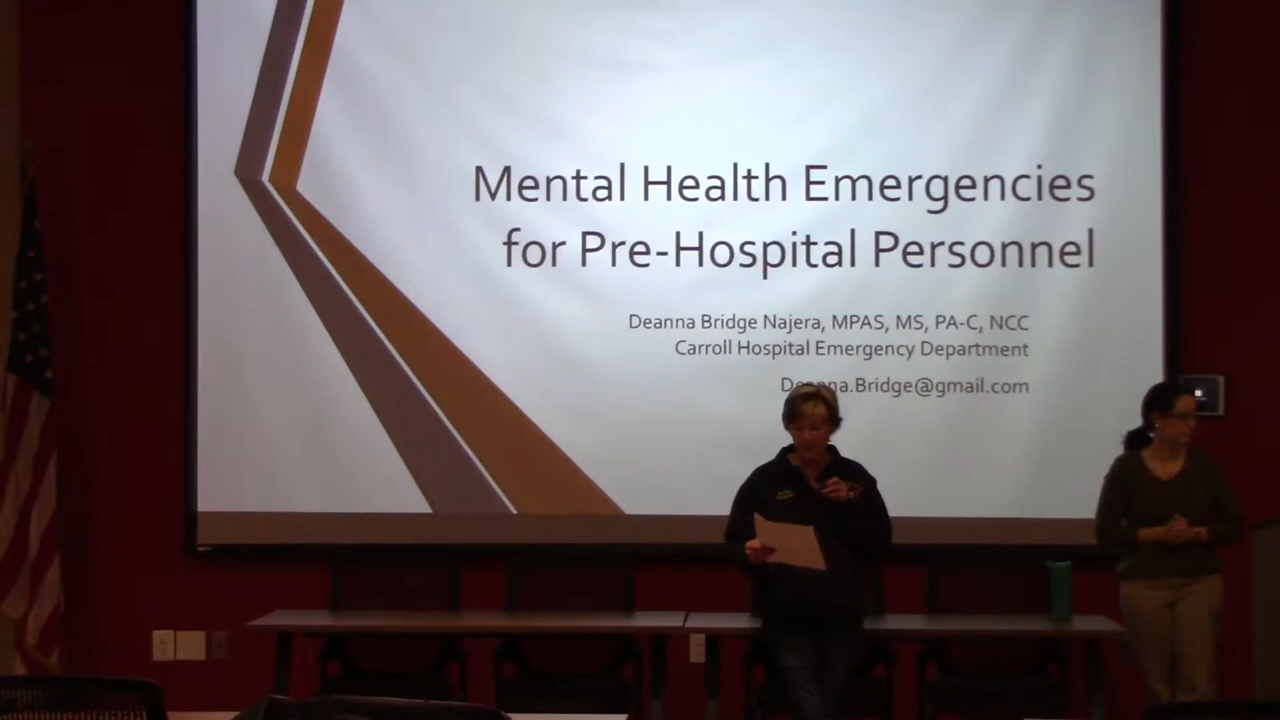 Mental Health Emergencies
for Pre-Hospital Personnel
Deanna Bridge Najera, MPAS, MS, PA-C, NCC
Carroll Hospital Emergency Department
Deanna.Bridge@gmail.com